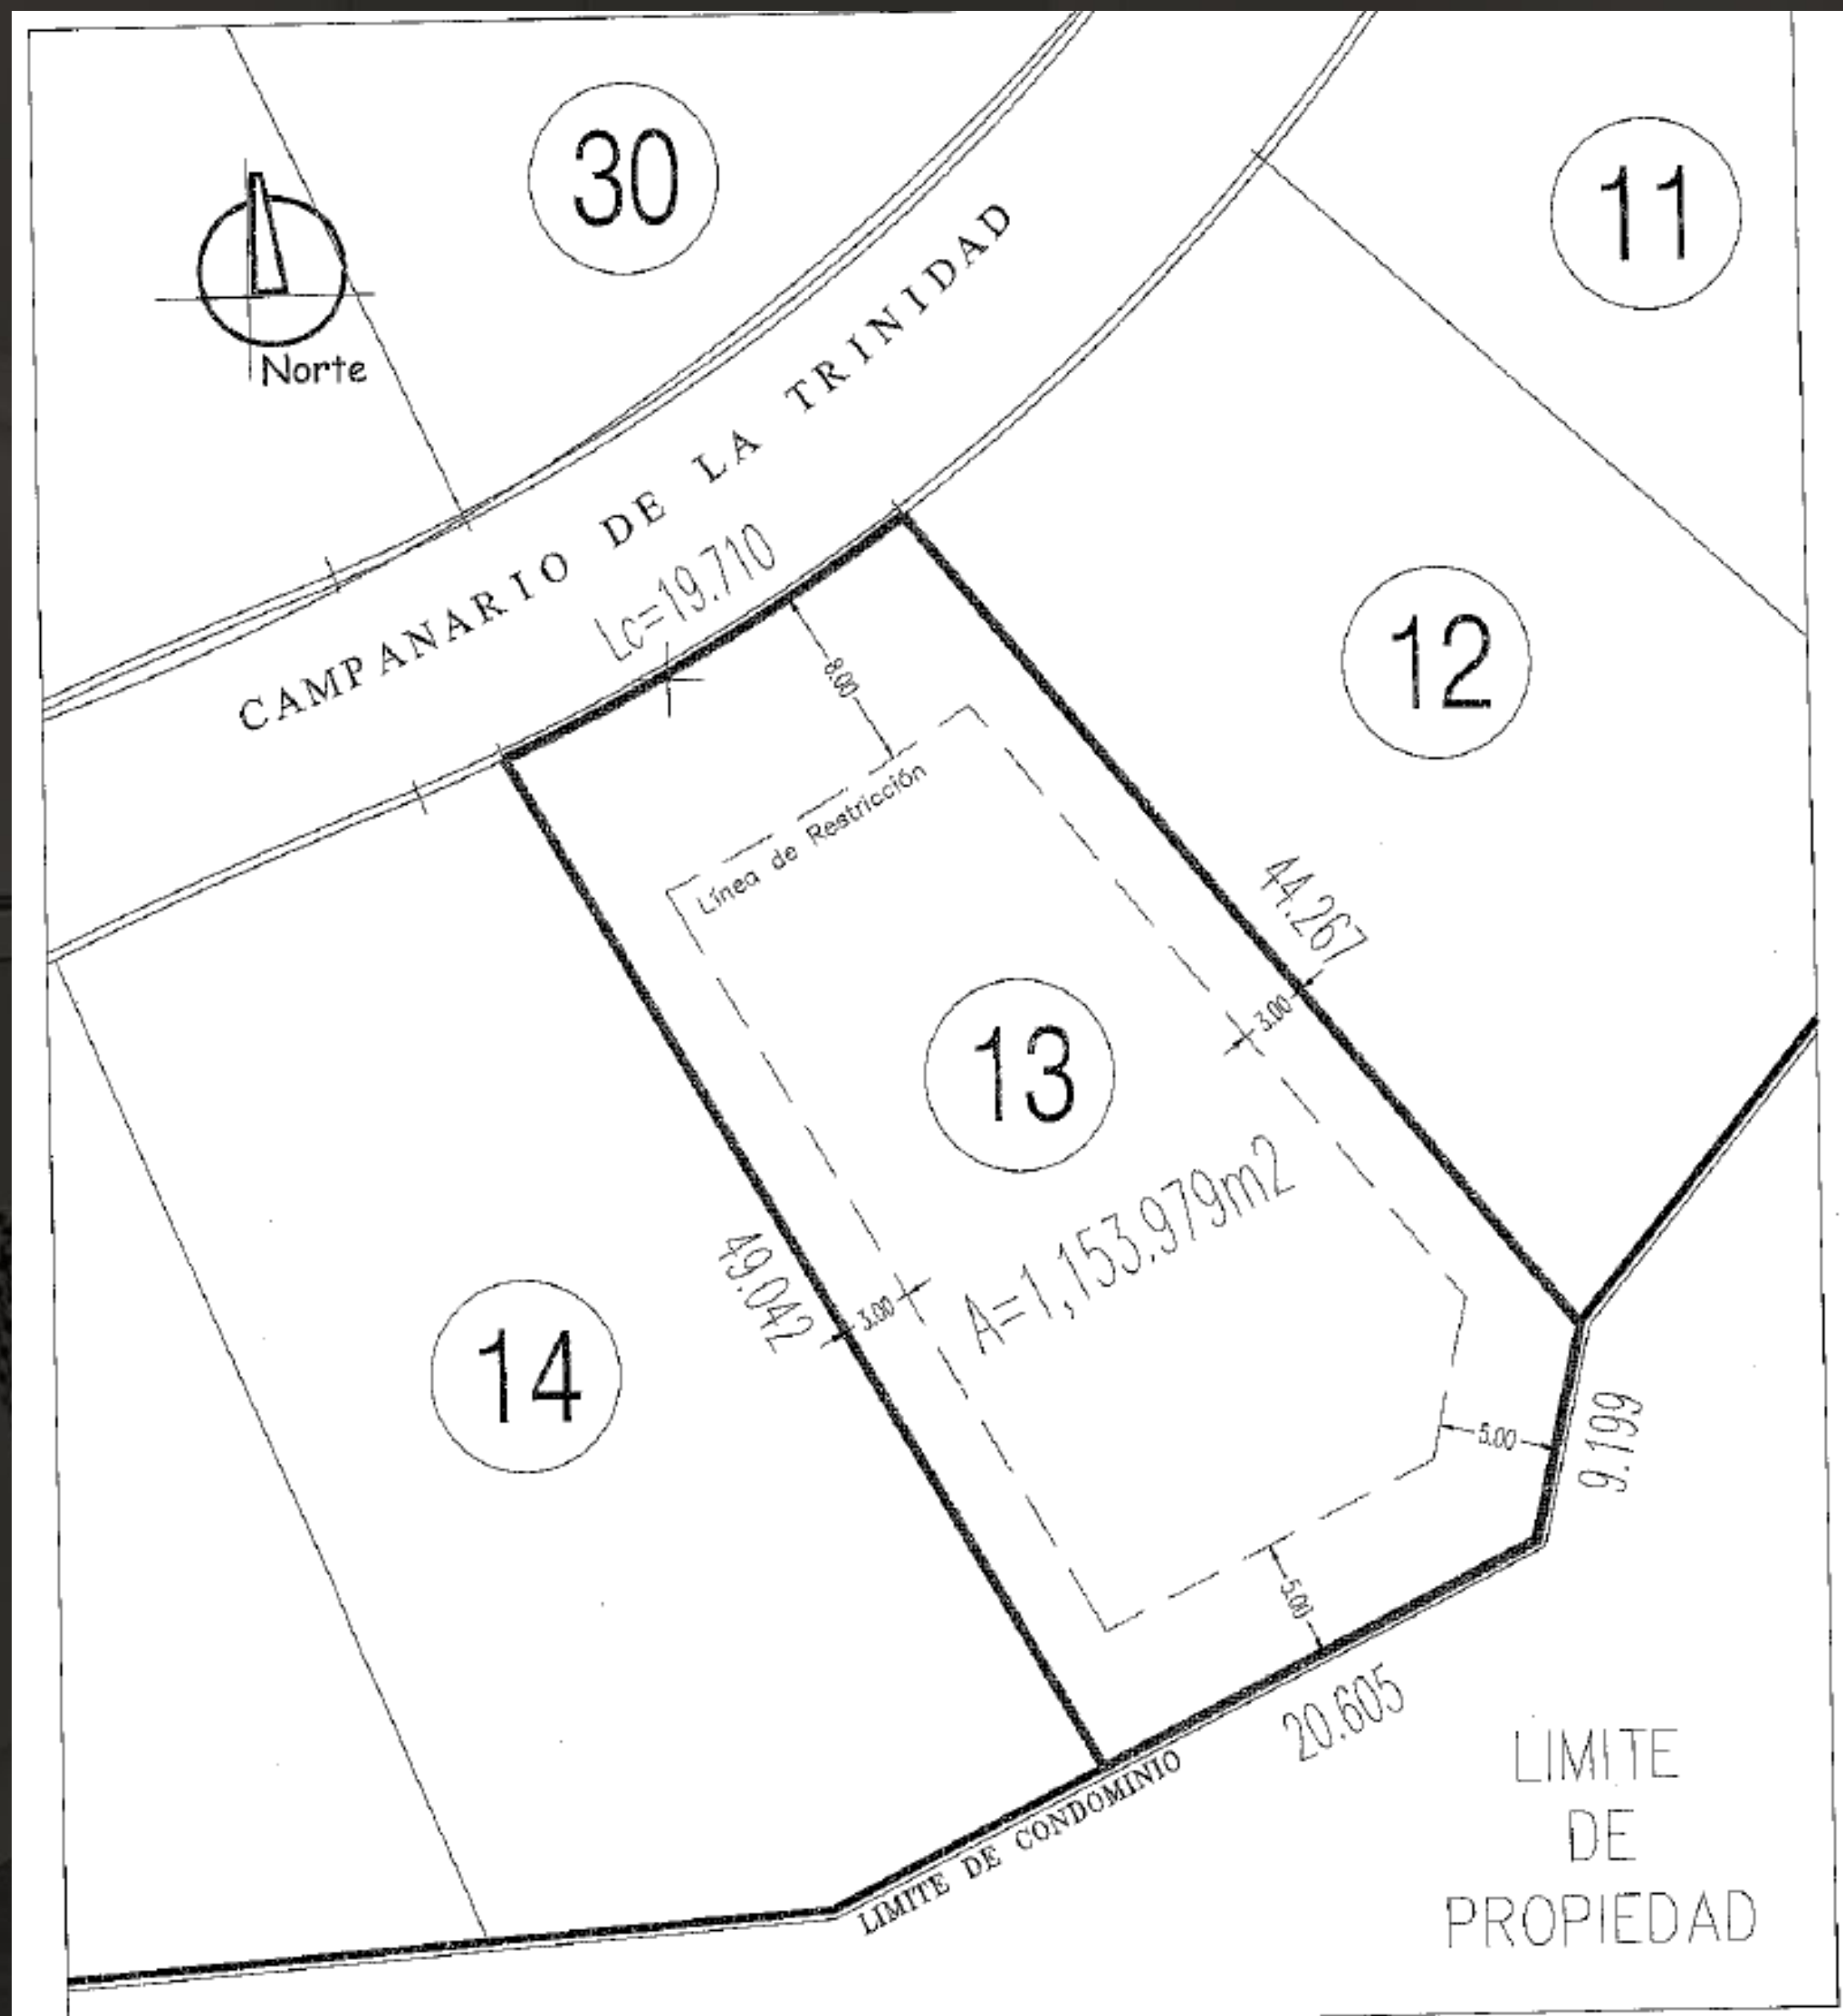 30
11
Norte
CAMPANARIO DE LA TRINIDAD
Lc=19.710
8.00
12
Línea de Restricción
44.267
3.00
13
A=1,153.979m2
49.042
3.00
14
9.199
5.00
5.00
20.605
LIMITE DE CONDOMINIO
LIMITE
DE
PROPIEDAD